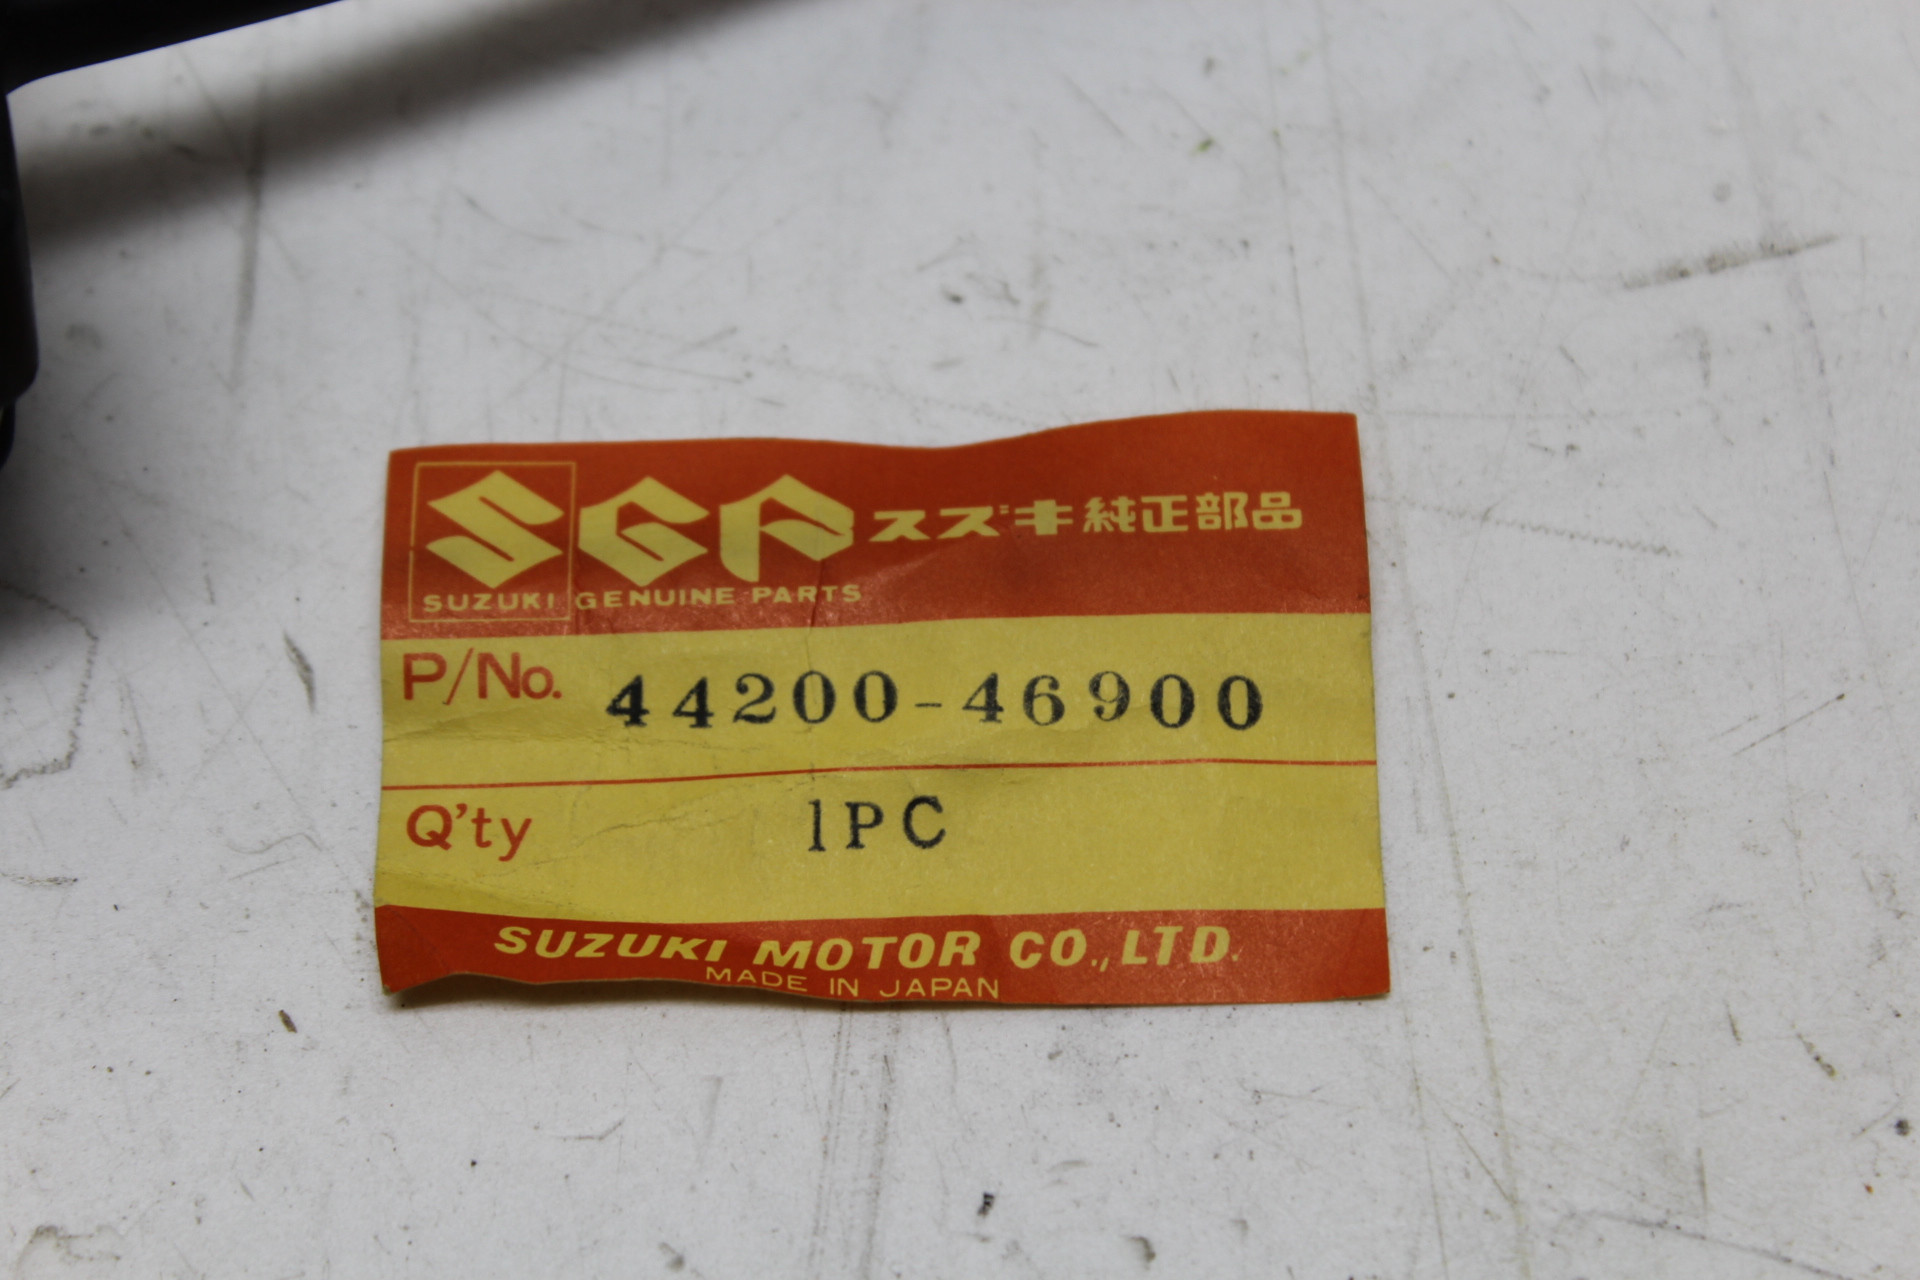 SGP スズキ純正部品
SUZUKI GENUINE PARTS
P/No. 44200-46900
Q'ty 1PC
SUZUKI MOTOR CO., LTD.
MADE IN JAPAN